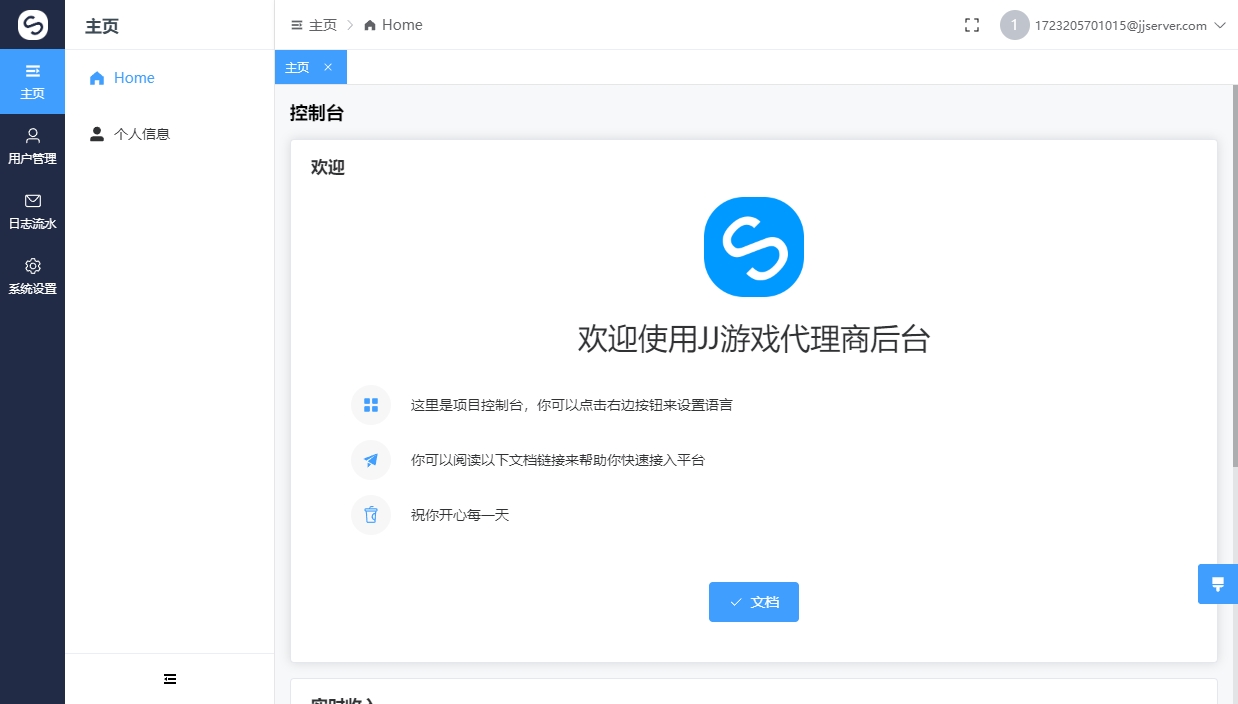 主页
主页 Home
1 1723205701015@jjserver.com
主页
主页
Home
个人信息
用户管理
日志流水
系统设置
控制台
欢迎
欢迎使用JJ游戏代理商后台
这里是项目控制台，你可以点击右边按钮来设置语言
你可以阅读以下文档链接来帮助你快速接入平台
祝你开心每一天
文档
实时收入